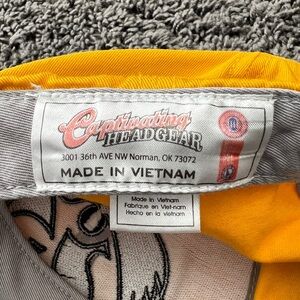 Captivating
HEADGEAR
3001 36th AVE NW Norman, OK 73072
MADE IN VIETNAM
Made in Vietnam
Fabriqué en Viet-nam
Hecho en la vietnam